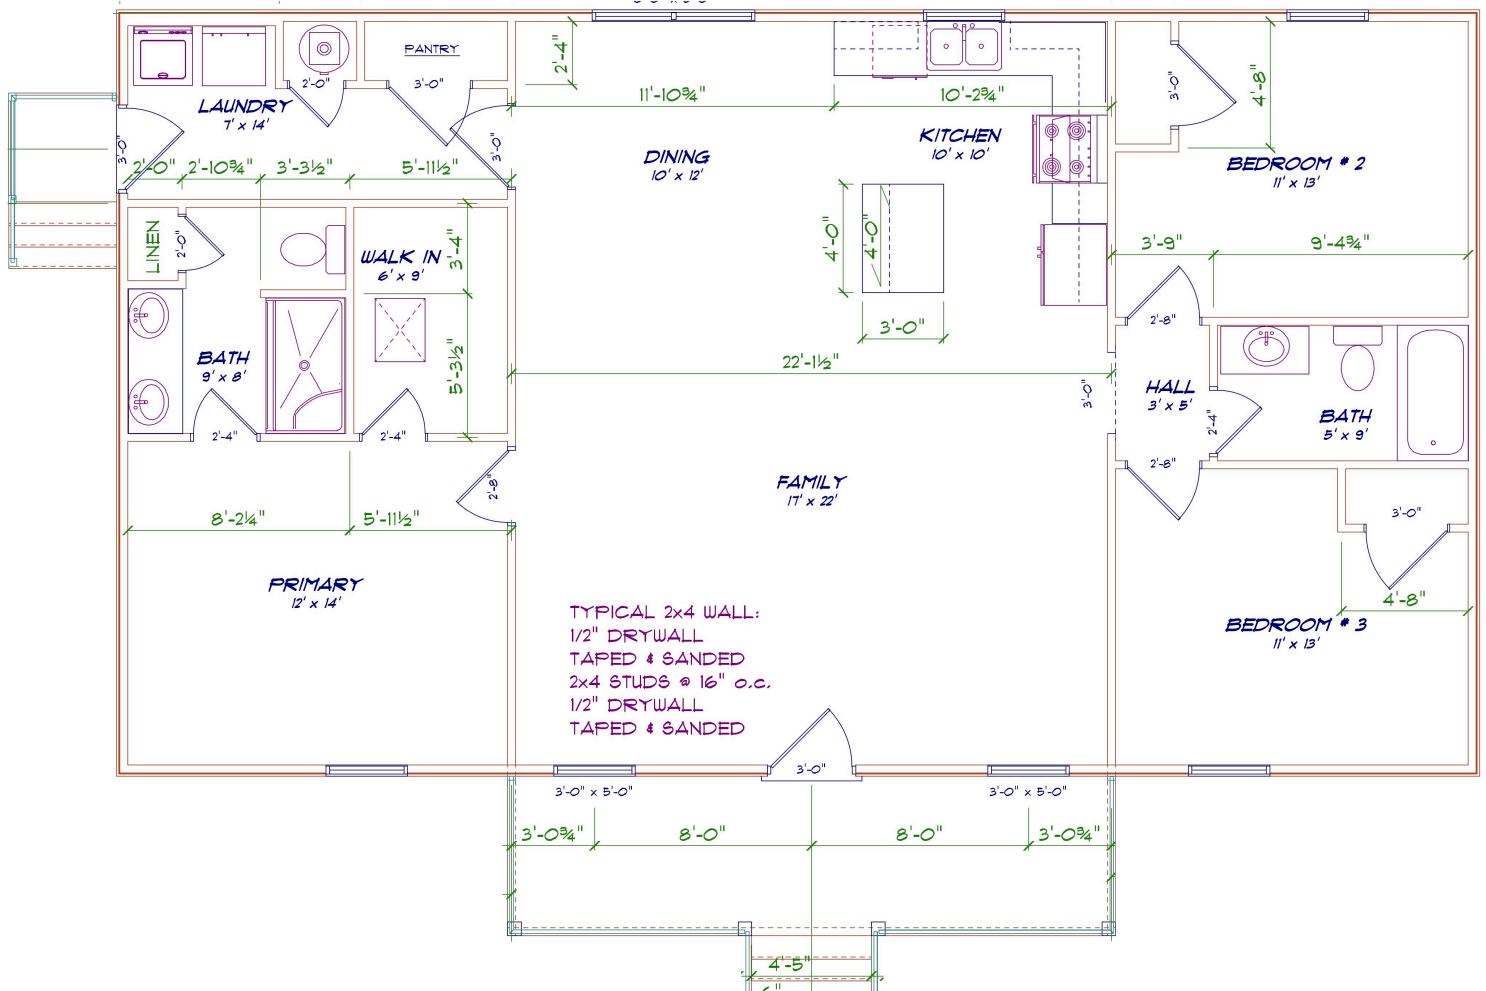 PANTRY
2'-0"
3'-0"
2'-4"
LAUNDRY
7' x 14'
3'-0"
3'-0"
2'-0"
2'-10¾"
3'-3½"
5'-11½"
11'-10¾"
10'-2¾"
DINING
10' x 12'
KITCHEN
10' x 10'
3'-0"
4'-8"
BEDROOM # 2
11' x 13'
LINEN
2'-0"
WALK IN
6' x 9'
3'-4"
4'-0"
4'-0"
3'-9"
9'-4¾"
3'-0"
2'-8"
BATH
9' x 8'
5'-3½"
22'-1½"
3'-0"
HALL
3' x 5'
2'-4"
BATH
5' x 9'
2'-4"
2'-4"
2'-8"
2'-8"
FAMILY
17' x 22'
8'-2¼"
5'-11½"
3'-0"
PRIMARY
12' x 14'
4'-8"
BEDROOM # 3
11' x 13'
TYPICAL 2x4 WALL:
1/2" DRYWALL
TAPED & SANDED
2x4 STUDS @ 16" o.c.
1/2" DRYWALL
TAPED & SANDED
3'-0"
3'-0" x 5'-0"
3'-0" x 5'-0"
3'-0¾"
8'-0"
8'-0"
3'-0¾"
4'-5"